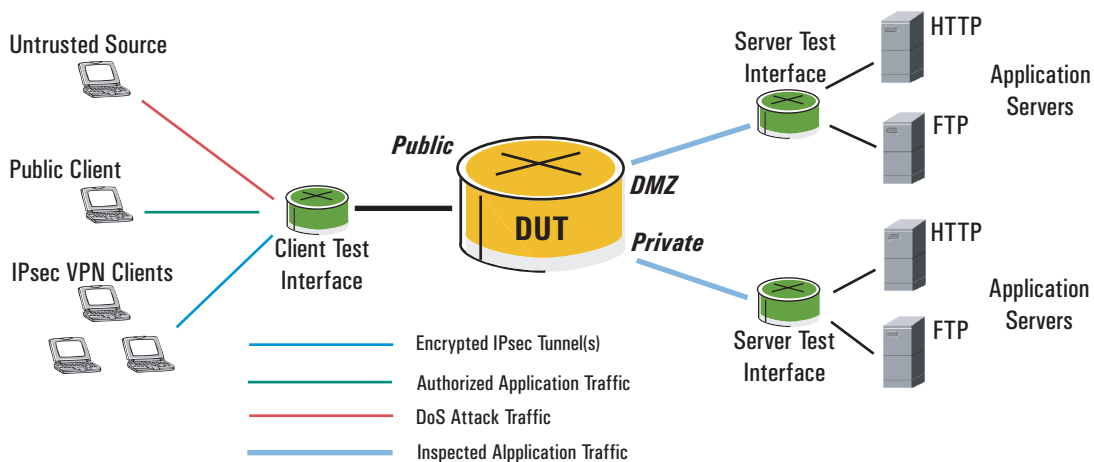 Untrusted Source
Public Client
IPsec VPN Clients
Client Test
Interface
Public
DUT
DMZ
Private
Server Test
Interface
HTTP
FTP
Application
Servers
Server Test
Interface
HTTP
FTP
Application
Servers
Encrypted IPsec Tunnel(s)
Authorized Application Traffic
DoS Attack Traffic
Inspected Alpplication Traffic